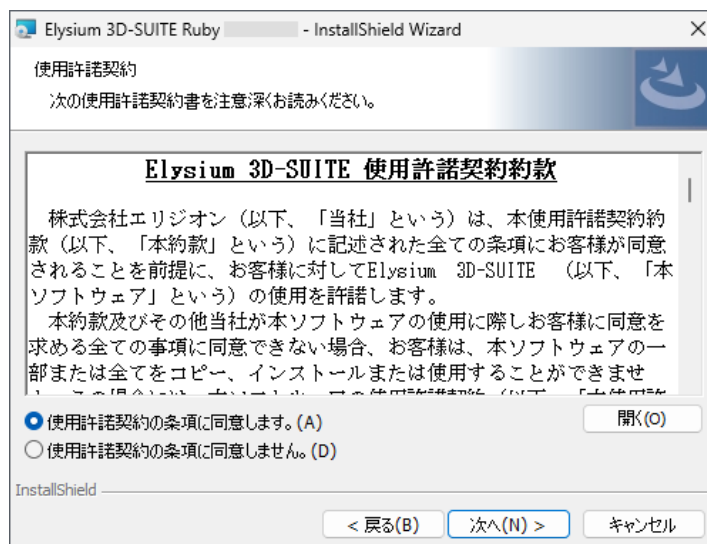 Elysium 3D-SUITE Ruby - InstallShield Wizard
使用許諾契約
次の使用許諾契約書を注意深くお読みください。
Elysium 3D-SUITE 使用許諾契約約款
株式会社エリジオン（以下、「当社」という）は、本使用許諾契約約
款（以下、「本約款」という）に記述された全ての条項にお客様が同意
されることを前提に、お客様に対してElysium 3D-SUITE （以下、「本
ソフトウェア」という）の使用を許諾します。
本約款及びその他当社が本ソフトウェアの使用に際しお客様に同意を
求める全ての事項に同意できない場合、お客様は、本ソフトウェアの一
部または全てをコピー、インストールまたは使用することができませ
使用許諾契約の条項に同意します。(A)
開く(O)
使用許諾契約の条項に同意しません。(D)
InstallShield
< 戻る(B)
次へ(N) >
キャンセル